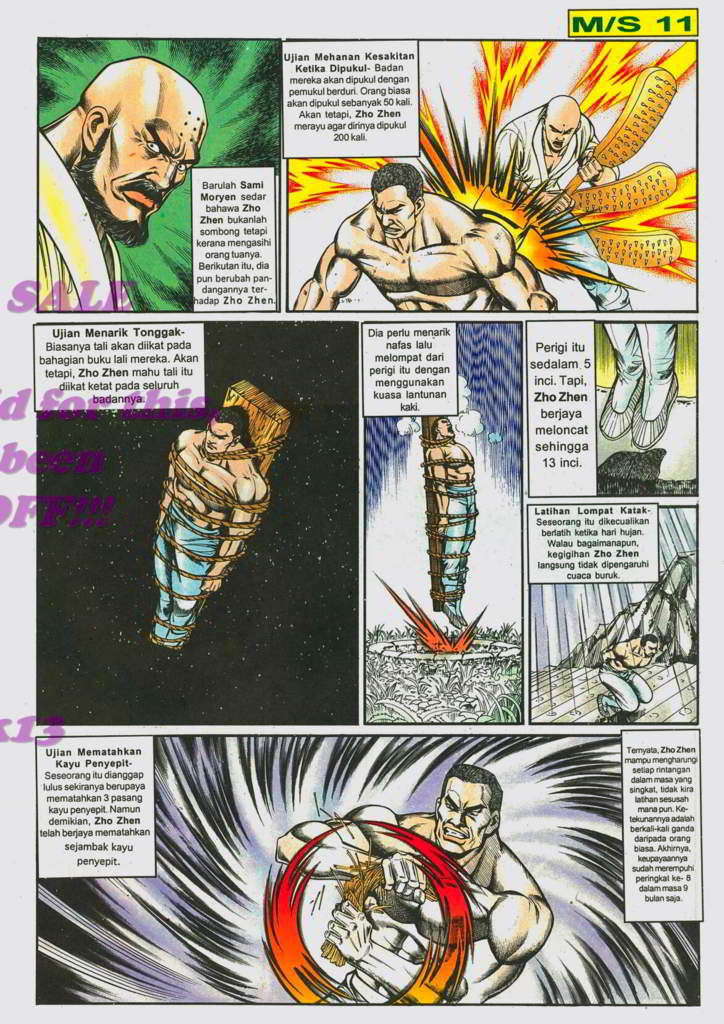 M/S 11
Barulah Sami
Moryen sedar
bahawa Zho
Zhen bukanlah
sombong tetapi
kerana mengasihi
orang tuanya.
Berikutan itu, dia
pun berubah pan-
dangannya ter-
hadap Zho Zhen.
Ujian Mehanan Kesakitan
Ketika Dipukul- Badan
mereka akan dipukul dengan
pemukul berduri. Orang biasa
akan dipukul sebanyak 50 kali.
Akan tetapi, Zho Zhen
merayu agar dirinya dipukul
200 kali.
SALE
Ujian Menarik Tonggak-
Biasanya tali akan diikat pada
bahagian buku lali mereka. Akan
tetapi, Zho Zhen mahu tali itu
diikat ketat pada seluruh
badannya.
Dia perlu menarik
nafas lalu
melompat dari
perigi itu dengan
menggunakan
kuasa lantunan
kaki.
Perigi itu
sedalam 5
inci. Tapi,
Zho Zhen
berjaya
meloncat
sehingga
13 inci.
for this
been
OFF!!!
Latihan Lompat Katak-
Seseorang itu dikecualikan
berlatih ketika hari hujan.
Walau bagaimanapun,
kegigihan Zho Zhen
langsung tidak dipengaruhi
cuaca buruk.
x13
Ujian Mematahkan
Kayu Penyepit-
Seseorang itu dianggap
lulus sekiranya berupaya
mematahkan 3 pasang
kayu penyepit. Namun
demikian, Zho Zhen
telah berjaya mematahkan
sejambak kayu
penyepit.
Ternyata, Zho Zhen
mampu mengharungi
setiap rintangan
dalam masa yang
singkat, tidak kira
latihan sesusah
mana pun. Ke-
tekunannya adalah
berkali-kali ganda
daripada orang
biasa. Akhirnya,
keupayaannya
sudah merempuhi
peringkat ke- 8
dalam masa 9
bulan saja.